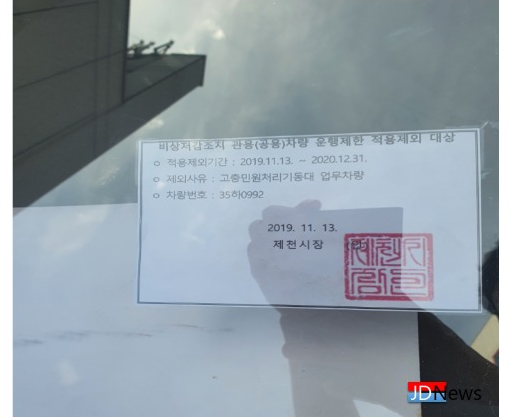 비상저감조치 관용(공용)차량 운행제한 적용제외 대상
ㅇ 적용제외기간 : 2019.11.13. ~ 2020.12.31.
ㅇ 제외사유 : 고충민원처리기동대 업무차량
ㅇ 차량번호 : 35허0992
2019. 11. 13.
제천시장
JDNews